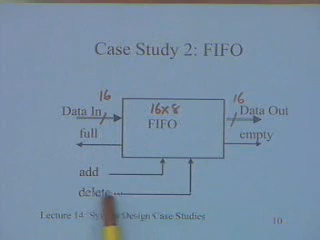 Case Study 2: FIFO
16 16
Data In 16x8 Data Out
full FIFO empty
add
delete
Lecture 14 System Design Case Studies 10